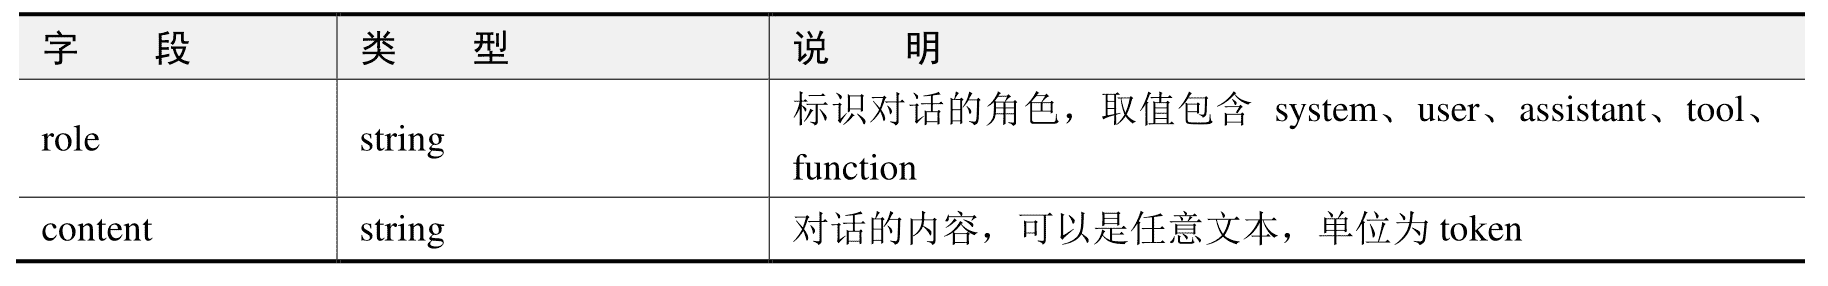 字 段 类 型 说 明
标识对话的角色，取值包含 system、user、assistant、tool、
role string
function
content string 对话的内容，可以是任意文本，单位为 token